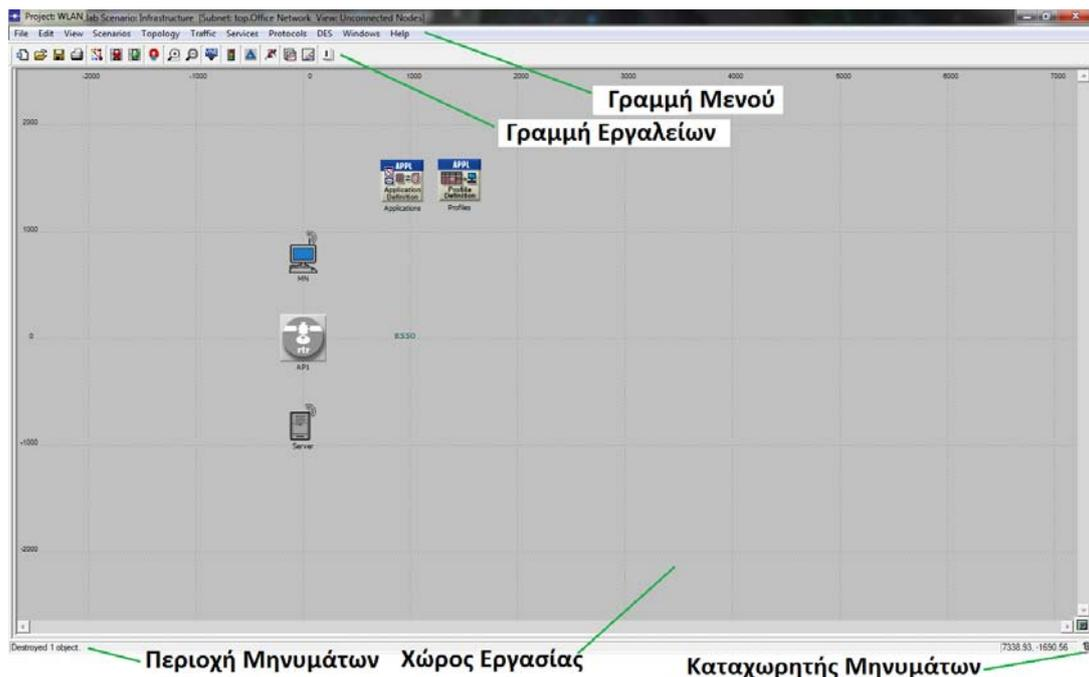 Project: WLAN_lab Scenario: Infrastructure [Subnet: top.Office Network View: Unconnected Nodes]
File Edit View Scenarios Topology Traffic Services Protocols DES Windows Help
-2000 -1000 0 1000 2000 3000 4000 5000 6000 7000
Γραμμή Μενού
Γραμμή Εργαλείων
2000
APPL APPL
Application Definition Profile Definition
Applications Profiles
1000
MN
0
rtr
BSS0
AP1
-1000
Server
-2000
Destroyed 1 object.
Περιοχή Μηνυμάτων
Χώρος Εργασίας
7338.93, -1690.56
Καταχωρητής Μηνυμάτων